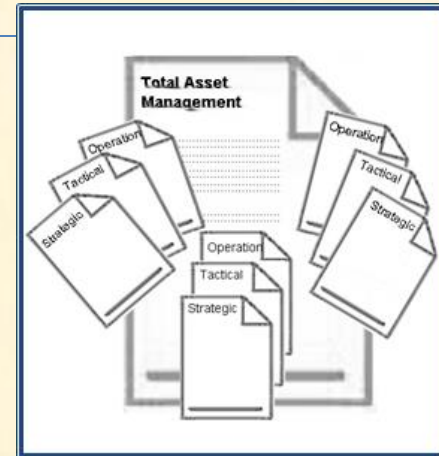 Total Asset
Management
Operation
Tactical
Strategic
Operation
Tactical
Strategic
Operation
Tactical
Strategic